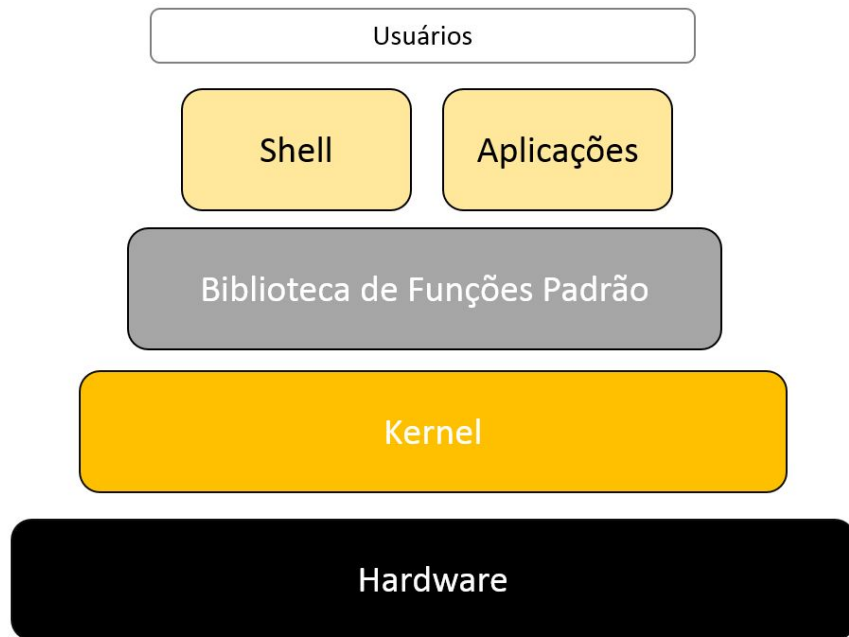 Usuários
Shell
Aplicações
Biblioteca de Funções Padrão
Kernel
Hardware